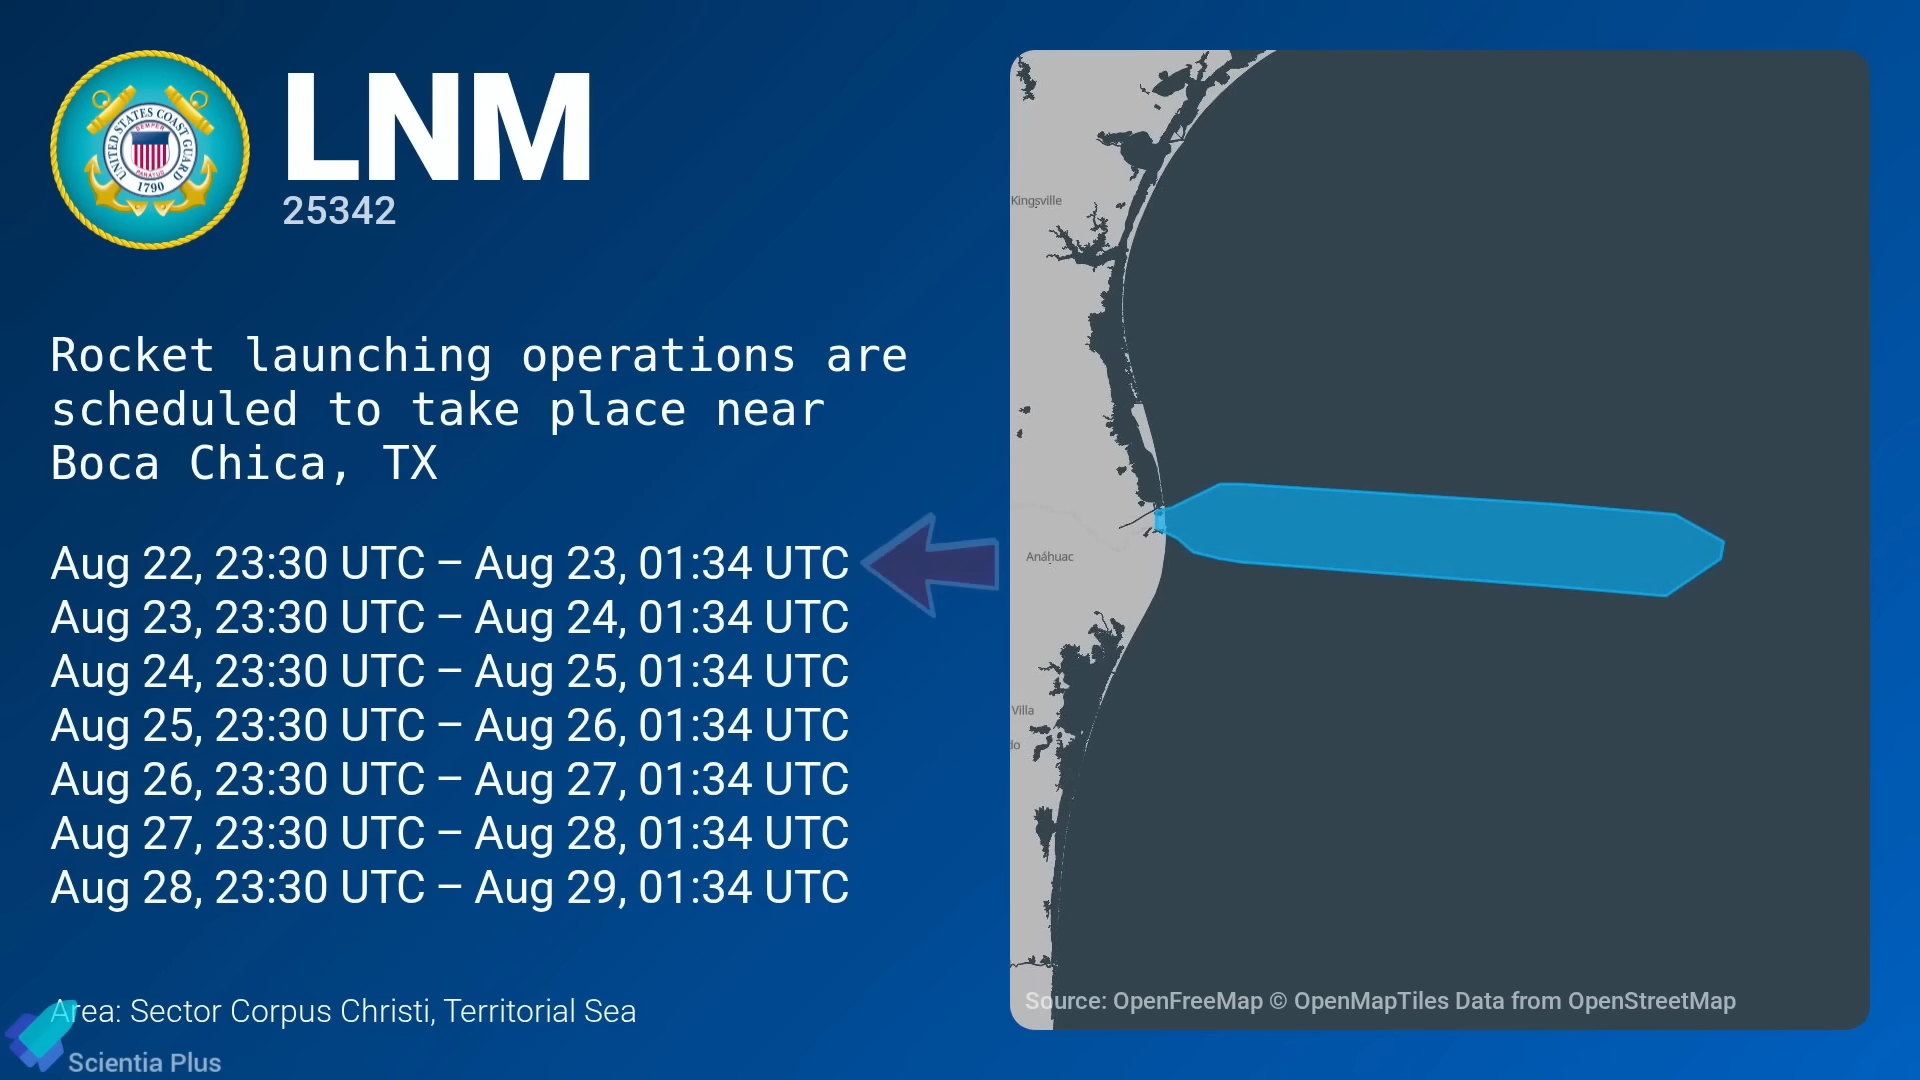 LNM
25342
UNITED STATES COAST GUARD
SEMPER
PARATUS
1790
Rocket launching operations are
scheduled to take place near
Boca Chica, TX
Aug 22, 23:30 UTC – Aug 23, 01:34 UTC
Aug 23, 23:30 UTC – Aug 24, 01:34 UTC
Aug 24, 23:30 UTC – Aug 25, 01:34 UTC
Aug 25, 23:30 UTC – Aug 26, 01:34 UTC
Aug 26, 23:30 UTC – Aug 27, 01:34 UTC
Aug 27, 23:30 UTC – Aug 28, 01:34 UTC
Aug 28, 23:30 UTC – Aug 29, 01:34 UTC
Area: Sector Corpus Christi, Territorial Sea
Scientia Plus
Kingsville
Anáhuac
Villa
do
Source: OpenFreeMap © OpenMapTiles Data from OpenStreetMap